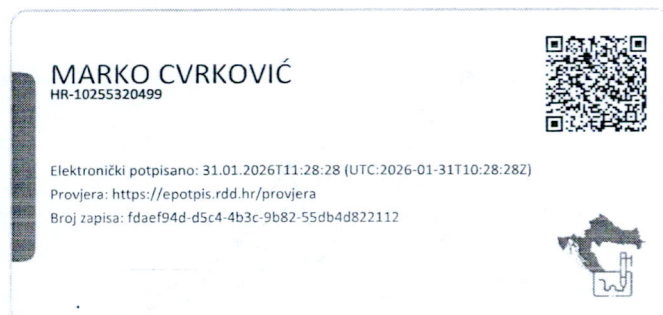 MARKO CVRKOVIĆ
HR-10255320499
Elektronički potpisano: 31.01.2026T11:28:28 (UTC:2026-01-31T10:28:28Z)
Provjera: https://epotpis.rdd.hr/provjera
Broj zapisa: fdaef94d-d5c4-4b3c-9b82-55db4d822112